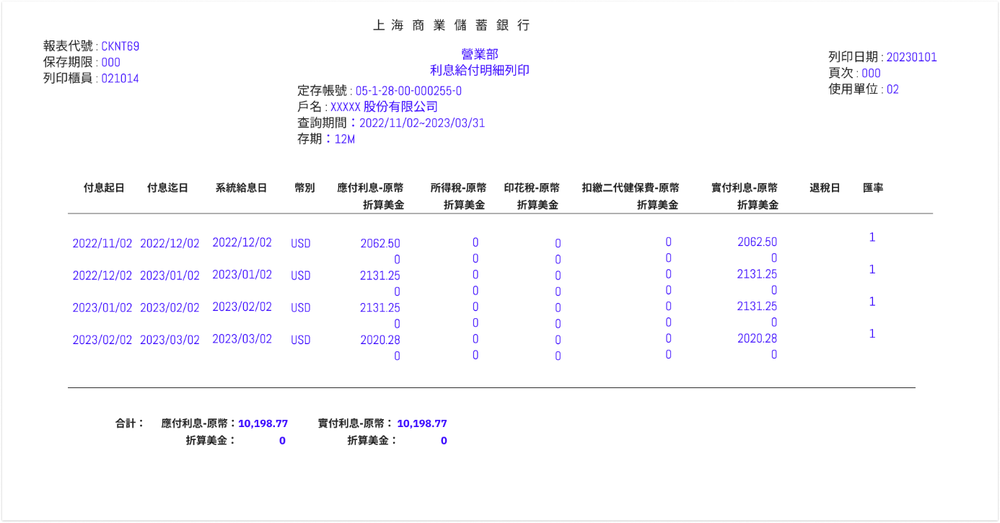 上 海 商 業 儲 蓄 銀 行
報表代號 : CKNT69
保存期限 : 000
列印櫃員 : 021014
營業部
利息給付明細列印
列印日期 : 20230101
頁次 : 000
使用單位 : 02
定存帳號 : 05-1-28-00-000255-0
戶名 : XXXXX 股份有限公司
查詢期間：2022/11/02~2023/03/31
存期：12M
付息起日 付息迄日 系統給息日 幣別 應付利息-原幣 所得稅-原幣 印花稅-原幣 扣繳二代健保費-原幣 實付利息-原幣 退稅日 匯率
折算美金 折算美金 折算美金 折算美金 折算美金
2022/11/02 2022/12/02 2022/12/02 USD 2062.50 0 0 0 2062.50 1
0 0 0 0 0
2022/12/02 2023/01/02 2023/01/02 USD 2131.25 0 0 0 2131.25 1
0 0 0 0 0
2023/01/02 2023/02/02 2023/02/02 USD 2131.25 0 0 0 2131.25 1
0 0 0 0 0
2023/02/02 2023/03/02 2023/03/02 USD 2020.28 0 0 0 2020.28 1
0 0 0 0 0
合計： 應付利息-原幣：10,198.77 實付利息-原幣：10,198.77
折算美金： 0 折算美金： 0